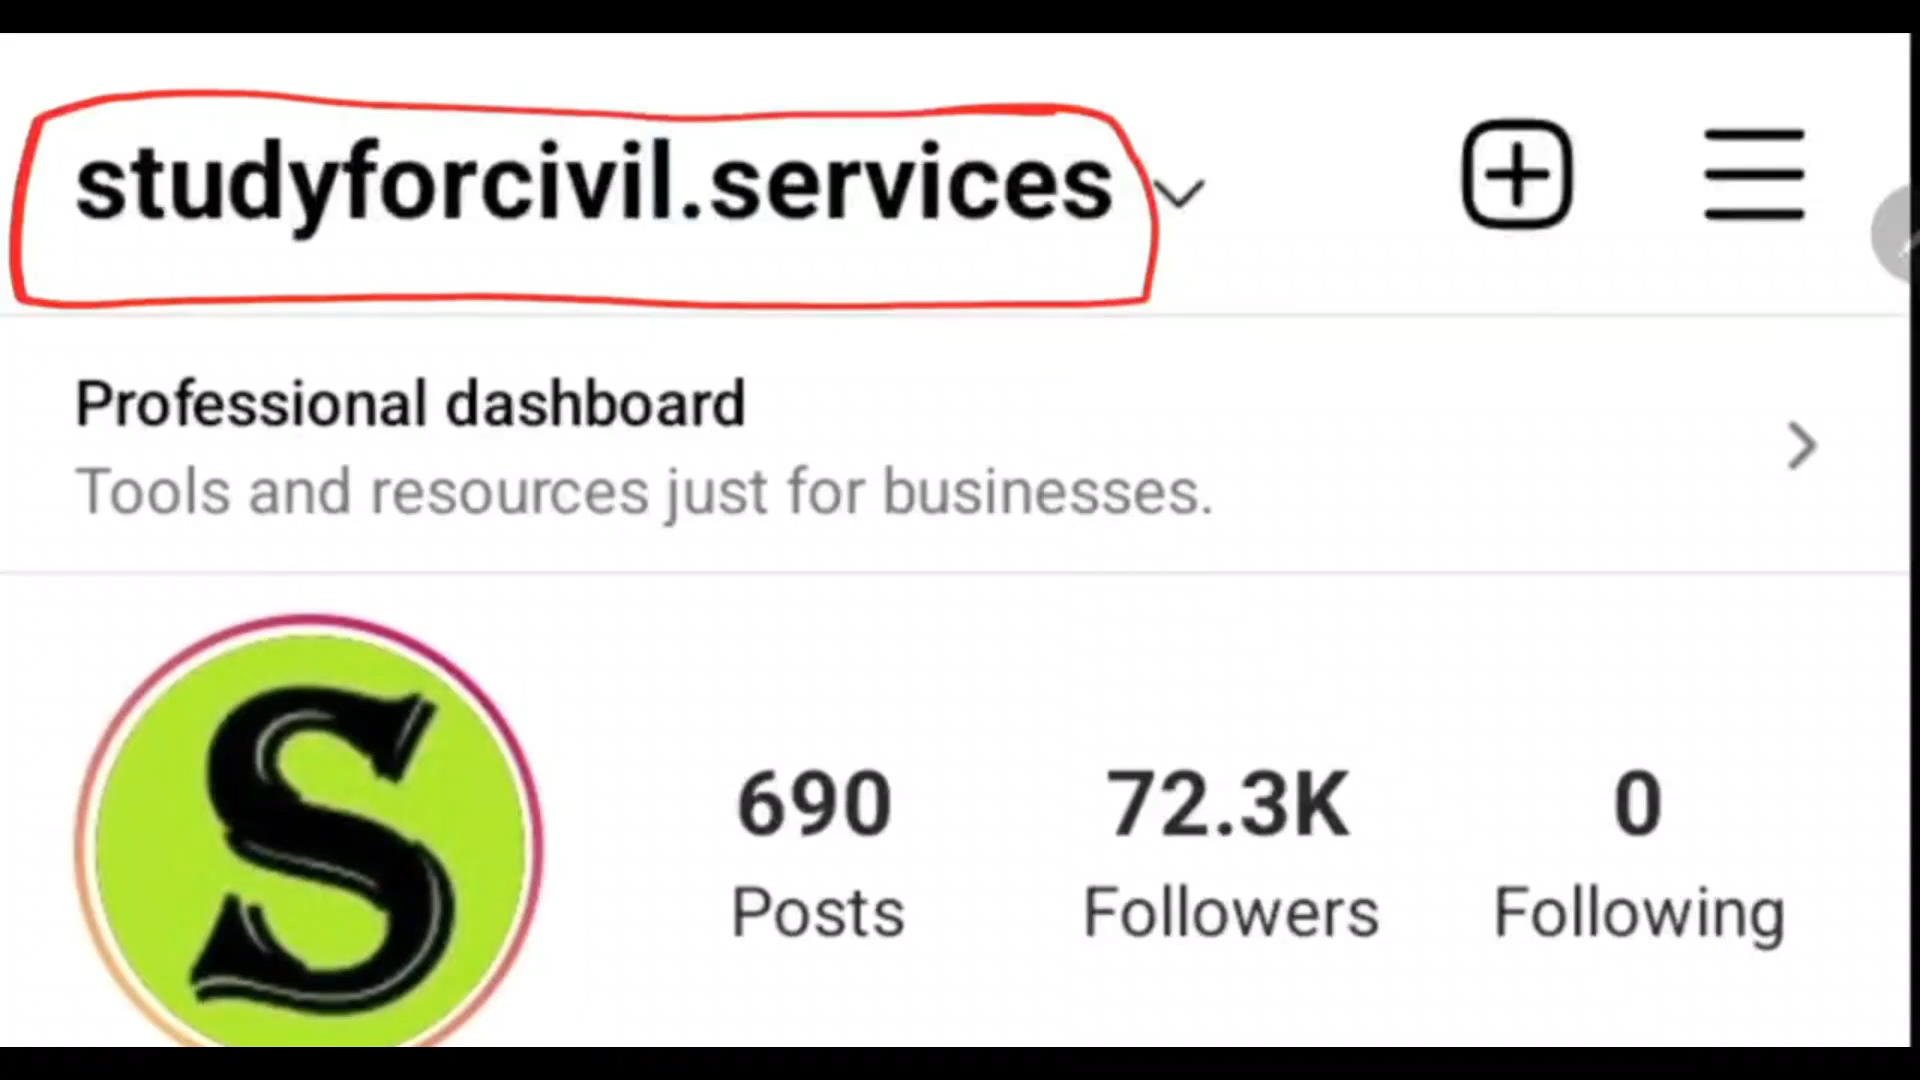 studyforcivil.services
Professional dashboard
Tools and resources just for businesses.
S
690 72.3K 0
Posts Followers Following